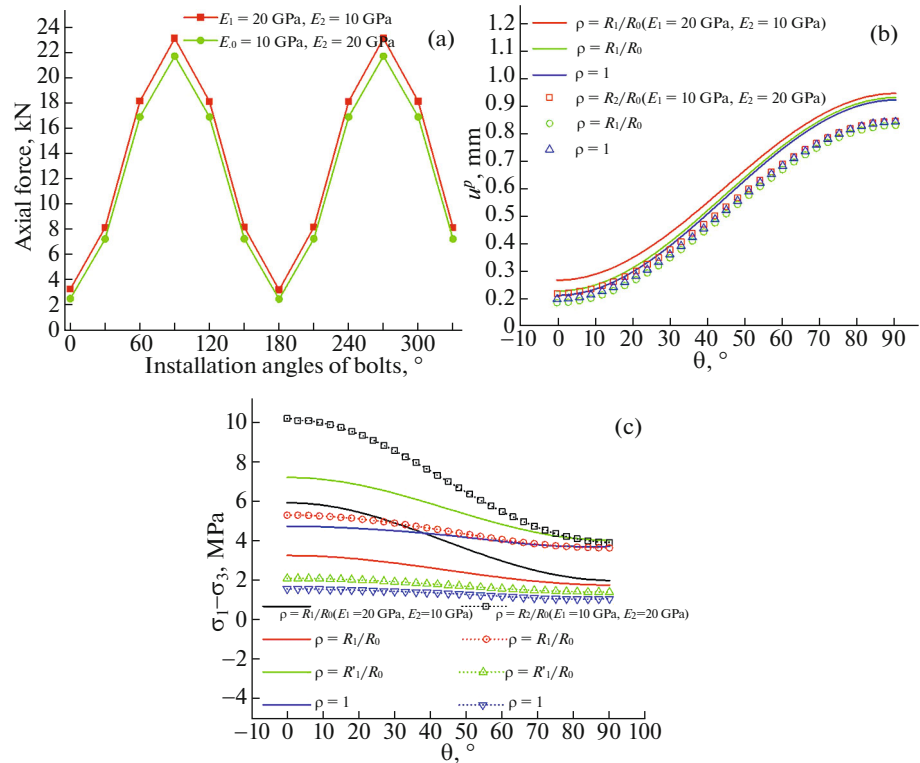 E1 = 20 GPa, E2 = 10 GPa
E.0 = 10 GPa, E2 = 20 GPa
(a)
24
22
20
18
16
14
12
10
8
6
4
2
0
Axial force, kN
0 60 120 180 240 300
Installation angles of bolts, °
ρ = R1/R0(E1 = 20 GPa, E2 = 10 GPa)
(b)
ρ = R1/R0
ρ = 1
ρ = R2/R0(E1 = 10 GPa, E2 = 20 GPa)
ρ = R1/R0
ρ = 1
1.2
1.1
1.0
0.9
0.8
0.7
0.6
0.5
0.4
0.3
0.2
0.1
u^p, mm
−10 0 10 20 30 40 50 60 70 80 90
θ, °
(c)
10
8
6
4
2
0
−2
−4
σ1−σ3, MPa
ρ = R1/R0(E1=20 GPa, E2=10 GPa)
ρ = R2/R0(E1=10 GPa, E2=20 GPa)
ρ = R1/R0
ρ = R1/R0
ρ = R'1/R0
ρ = R'1/R0
ρ = 1
ρ = 1
−10 0 10 20 30 40 50 60 70 80 90 100
θ, °